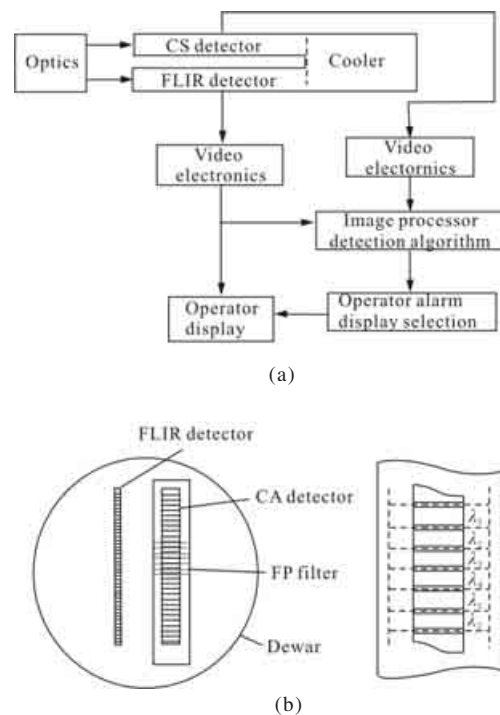 CS detector
Optics
Cooler
FLIR detector
Video
electronics
Video
electornics
Image processor
detection algorithm
Operator
display
Operator alarm
display selection
(a)
FLIR detector
CA detector
FP filter
Dewar
(b)